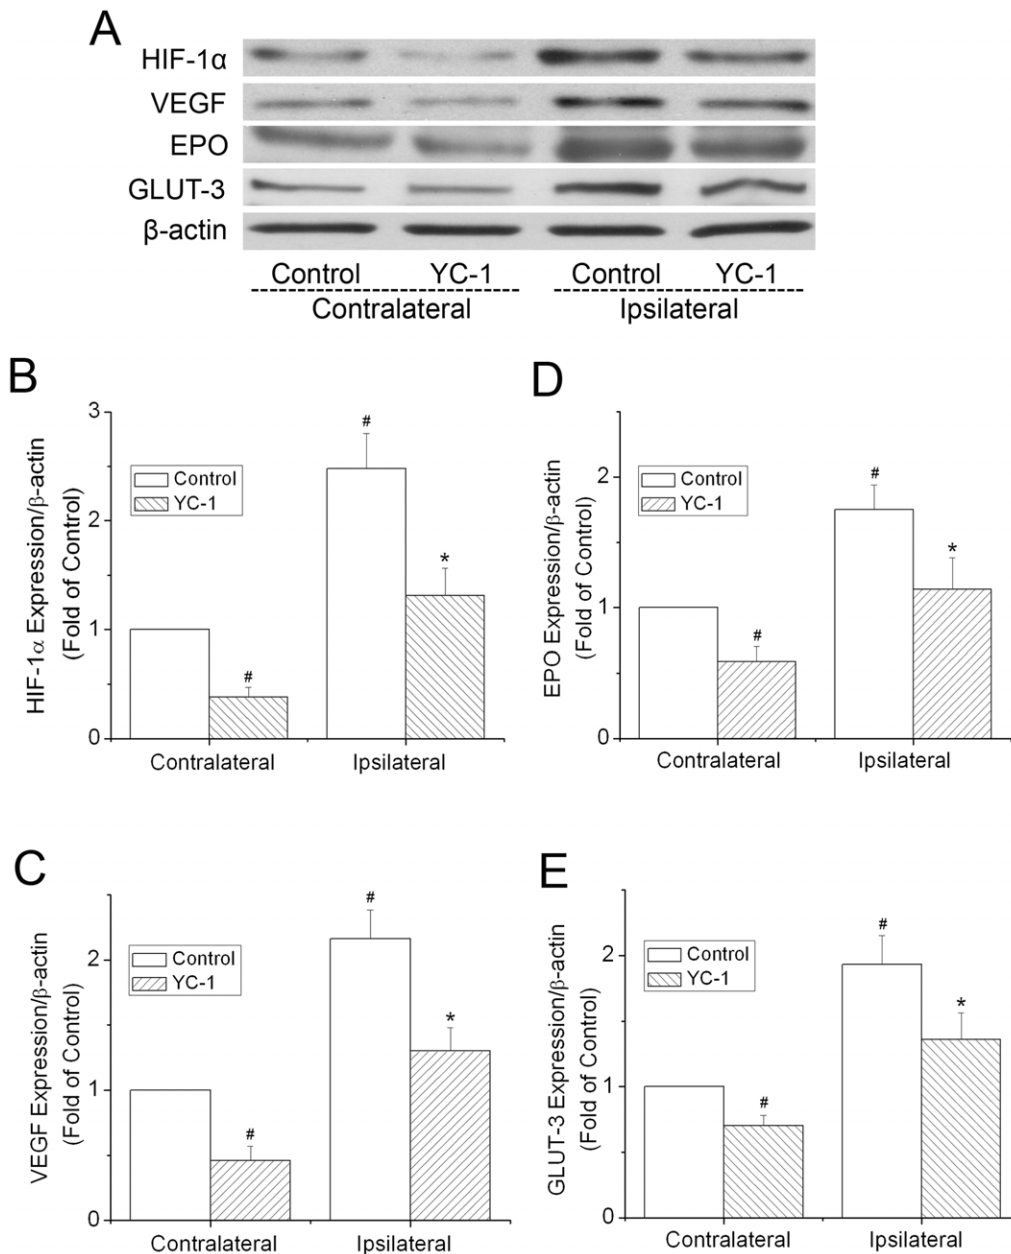 A
HIF-1α
VEGF
EPO
GLUT-3
β-actin
Control YC-1 Control YC-1
Contralateral Ipsilateral
B
HIF-1α Expression/β-actin
(Fold of Control)
3
2
1
0
Control
YC-1
#
#
*
Contralateral Ipsilateral
D
EPO Expression/β-actin
(Fold of Control)
2
1
0
Control
YC-1
#
#
*
Contralateral Ipsilateral
C
VEGF Expression/β-actin
(Fold of Control)
2
1
0
Control
YC-1
#
#
*
Contralateral Ipsilateral
E
GLUT-3 Expression/β-actin
(Fold of Control)
2
1
0
Control
YC-1
#
#
*
Contralateral Ipsilateral